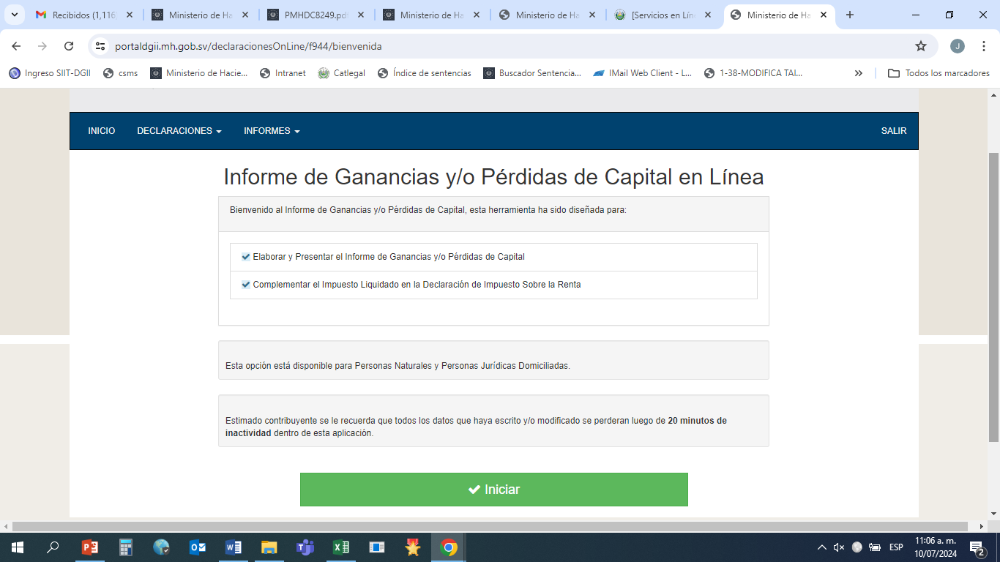 Recibidos (1,116
Ministerio de Ha
PMHDC8249.pd
Ministerio de Ha
Ministerio de Ha
[Servicios en Lín
Ministerio de Ha
portaldgii.mh.gob.sv/declaracionesOnLine/f944/bienvenida
J
Ingreso SIIT-DGII
csms
Ministerio de Hacie...
Intranet
Catlegal
Índice de sentencias
Buscador Sentencia...
IMail Web Client - L...
1-38-MODIFICA TAI...
Todos los marcadores
INICIO
DECLARACIONES
INFORMES
SALIR
Informe de Ganancias y/o Pérdidas de Capital en Línea
Bienvenido al Informe de Ganancias y/o Pérdidas de Capital, esta herramienta ha sido diseñada para:
Elaborar y Presentar el Informe de Ganancias y/o Pérdidas de Capital
Complementar el Impuesto Liquidado en la Declaración de Impuesto Sobre la Renta
Esta opción está disponible para Personas Naturales y Personas Jurídicas Domiciliadas.
Estimado contribuyente se le recuerda que todos los datos que haya escrito y/o modificado se perderan luego de 20 minutos de
inactividad dentro de esta aplicación.
Iniciar
ESP
11:06 a. m.
10/07/2024
2